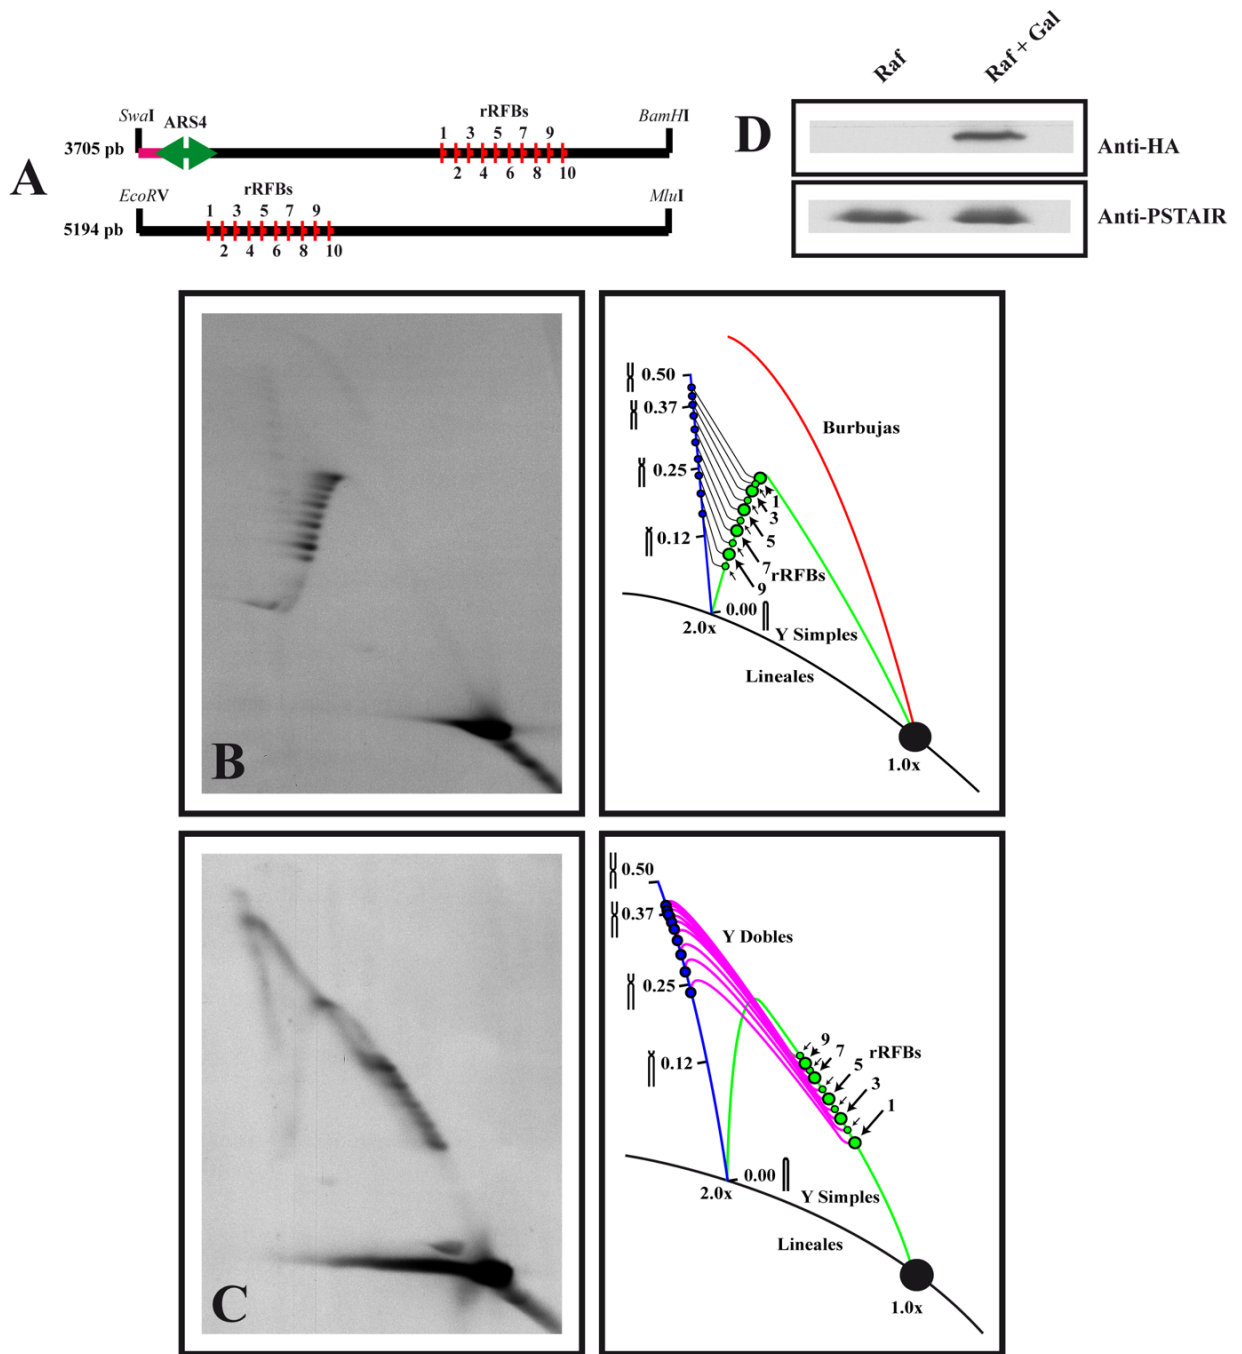 A
SwaI
ARS4
rRFBs
BamHI
3705 pb
1 3 5 7 9
2 4 6 8 10
EcoRV
rRFBs
MluI
5194 pb
1 3 5 7 9
2 4 6 8 10
D
Raf
Raf + Gal
Anti-HA
Anti-PSTAIR
B
0.50
0.37
0.25
0.12
0.00
2.0x
Burbujas
1
3
5
7
9
rRFBs
Y Simples
Lineales
1.0x
C
0.50
0.37
0.25
0.12
0.00
2.0x
Y Dobles
9
7
5
3
1
rRFBs
Y Simples
Lineales
1.0x